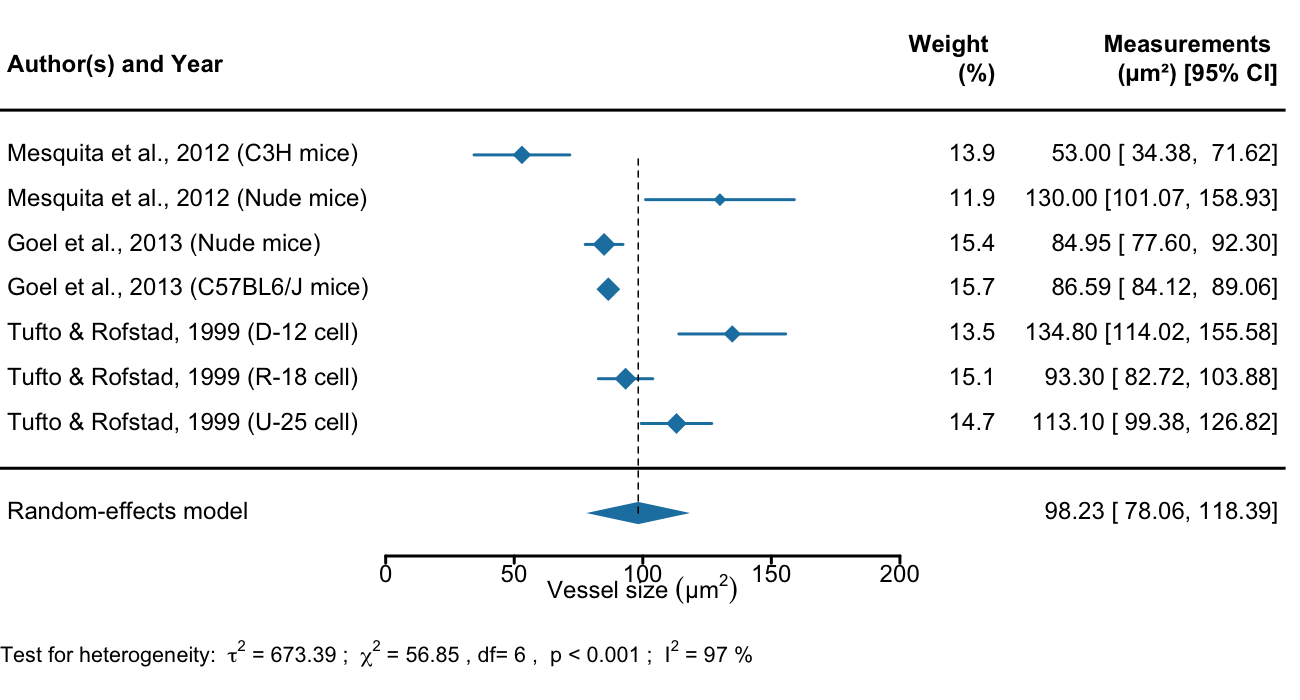 Author(s) and Year Weight (%) Measurements (µm²) [95% CI]
Mesquita et al., 2012 (C3H mice) 13.9 53.00 [ 34.38, 71.62]
Mesquita et al., 2012 (Nude mice) 11.9 130.00 [101.07, 158.93]
Goel et al., 2013 (Nude mice) 15.4 84.95 [ 77.60, 92.30]
Goel et al., 2013 (C57BL6/J mice) 15.7 86.59 [ 84.12, 89.06]
Tufto & Rofstad, 1999 (D-12 cell) 13.5 134.80 [114.02, 155.58]
Tufto & Rofstad, 1999 (R-18 cell) 15.1 93.30 [ 82.72, 103.88]
Tufto & Rofstad, 1999 (U-25 cell) 14.7 113.10 [ 99.38, 126.82]
Random-effects model 98.23 [ 78.06, 118.39]
0 50 100 150 200
Vessel size (µm²)
Test for heterogeneity: τ² = 673.39 ; χ² = 56.85 , df= 6 , p < 0.001 ; I² = 97 %